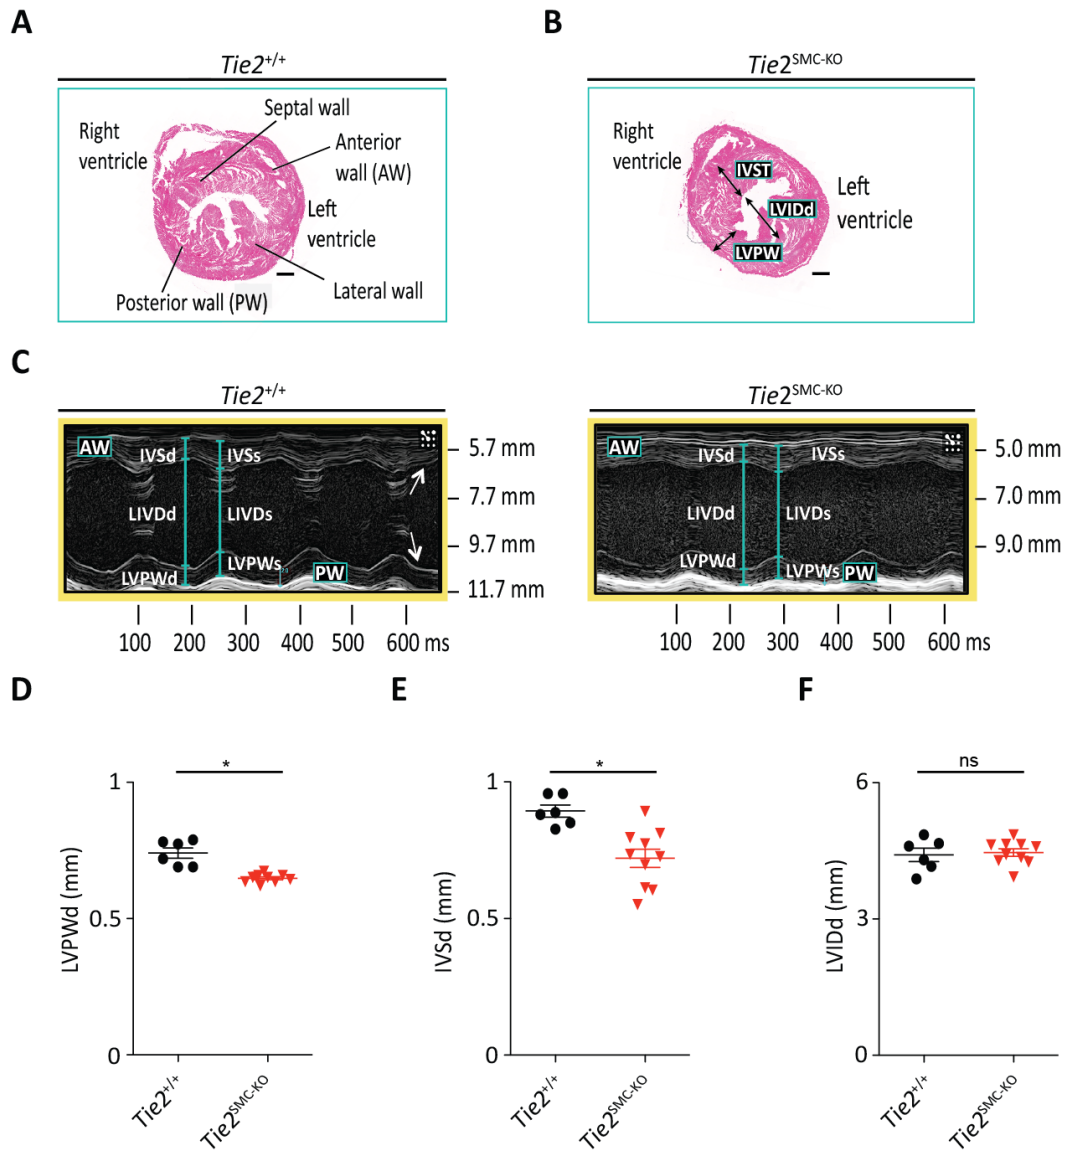 A
B
Tie2+/+
Tie2SMC-KO
Right
ventricle
Septal wall
Anterior
wall (AW)
Left
ventricle
Posterior wall (PW)
Lateral wall
Right
ventricle
IVST
LVIDd
LVPW
Left
ventricle
C
Tie2+/+
Tie2SMC-KO
AW
IVSd
IVSs
LIVDd
LIVDs
LVPWd
LVPWs
PW
5.7 mm
7.7 mm
9.7 mm
11.7 mm
100 200 300 400 500 600 ms
AW
IVSd
IVSs
LIVDd
LIVDs
LVPWd
LVPWs
PW
5.0 mm
7.0 mm
9.0 mm
100 200 300 400 500 600 ms
D
E
F
LVPWd (mm)
1
0.5
0
*
Tie2+/+
Tie2SMC-KO
IVSd (mm)
1
0.5
0
*
Tie2+/+
Tie2SMC-KO
LVIDd (mm)
6
3
0
ns
Tie2+/+
Tie2SMC-KO